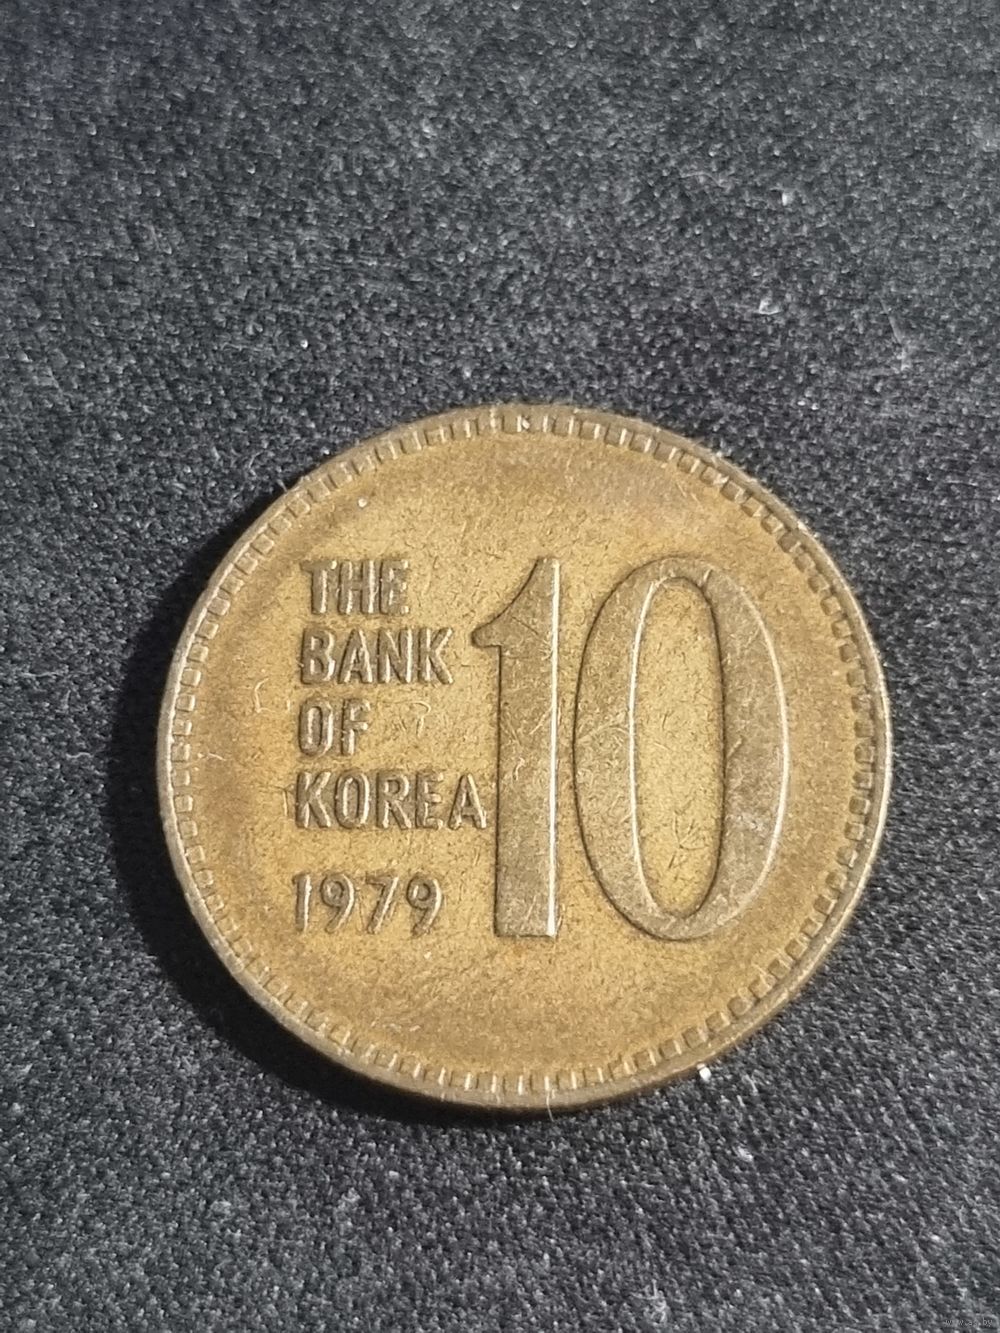 THE
BANK
OF
KOREA
1979
10